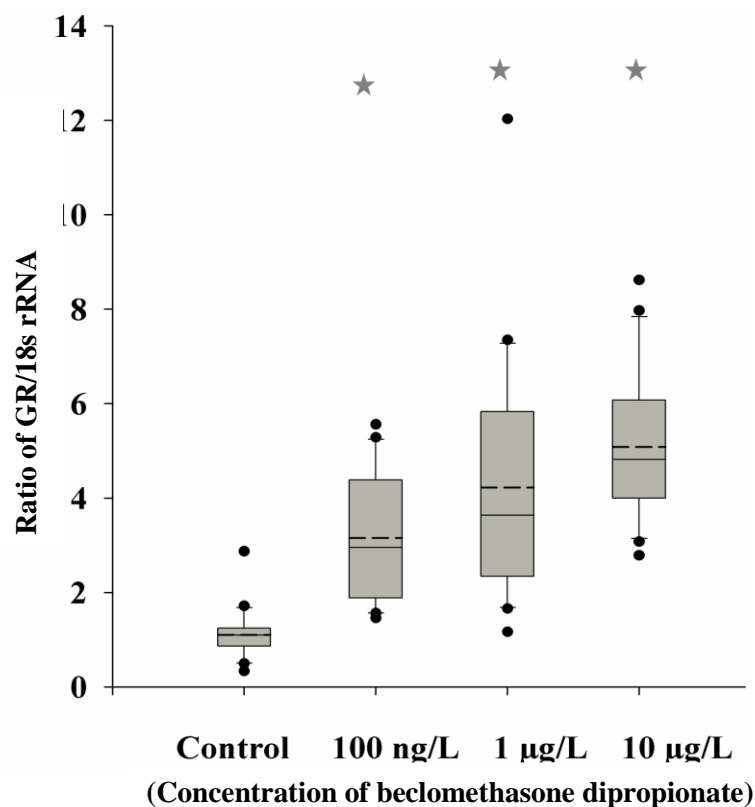 14
12
10
8
6
4
2
0
Ratio of GR/18s rRNA
Control 100 ng/L 1 µg/L 10 µg/L
(Concentration of beclomethasone dipropionate)